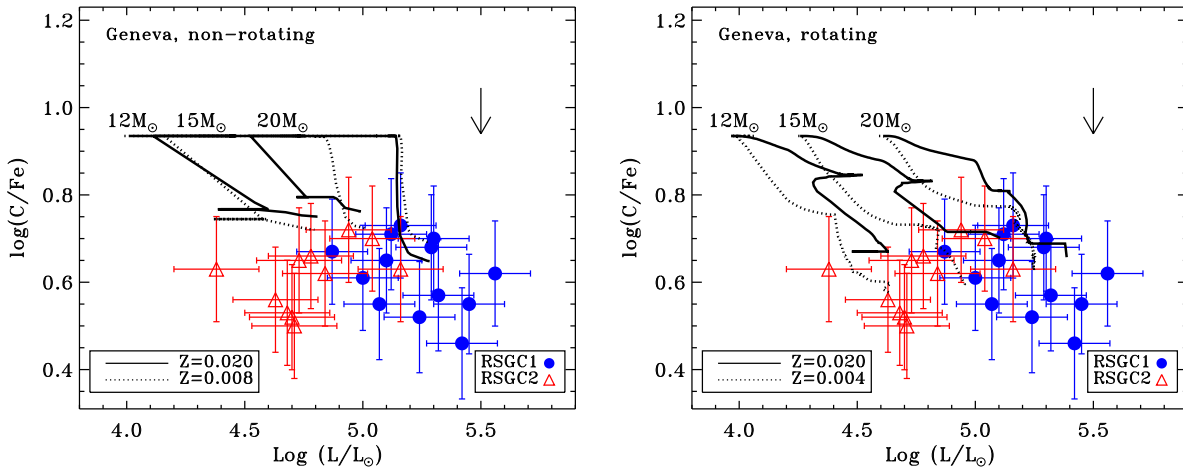 Geneva, non-rotating
12M☉ 15M☉ 20M☉
log(C/Fe)
1.2
1.0
0.8
0.6
0.4
Z=0.020
Z=0.008
RSGC1
RSGC2
4.0 4.5 5.0 5.5
Log (L/L☉)
Geneva, rotating
12M☉ 15M☉ 20M☉
log(C/Fe)
1.2
1.0
0.8
0.6
0.4
Z=0.020
Z=0.004
RSGC1
RSGC2
4.0 4.5 5.0 5.5
Log (L/L☉)